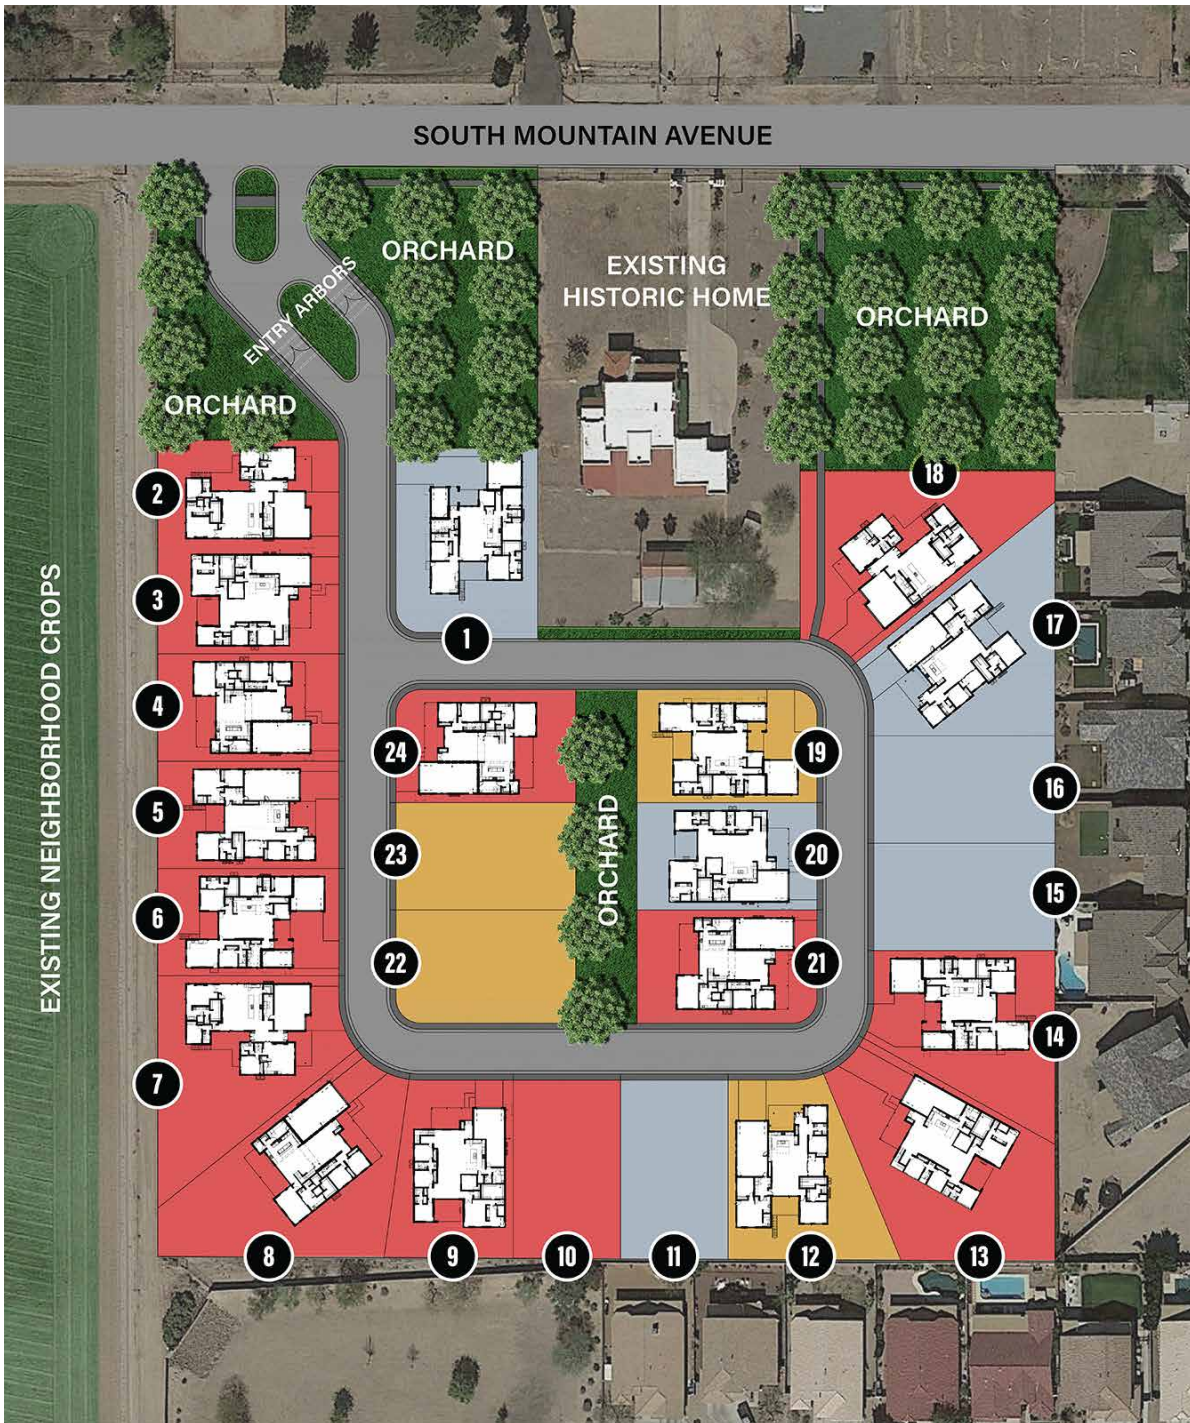 SOUTH MOUNTAIN AVENUE
ORCHARD
EXISTING
HISTORIC HOME
ENTRY ARBORS
ORCHARD
ORCHARD
18
2
3
1
17
4
24
19
16
5
23
20
15
ORCHARD
6
22
21
14
7
8
9
10
11
12
13
EXISTING NEIGHBORHOOD CROPS